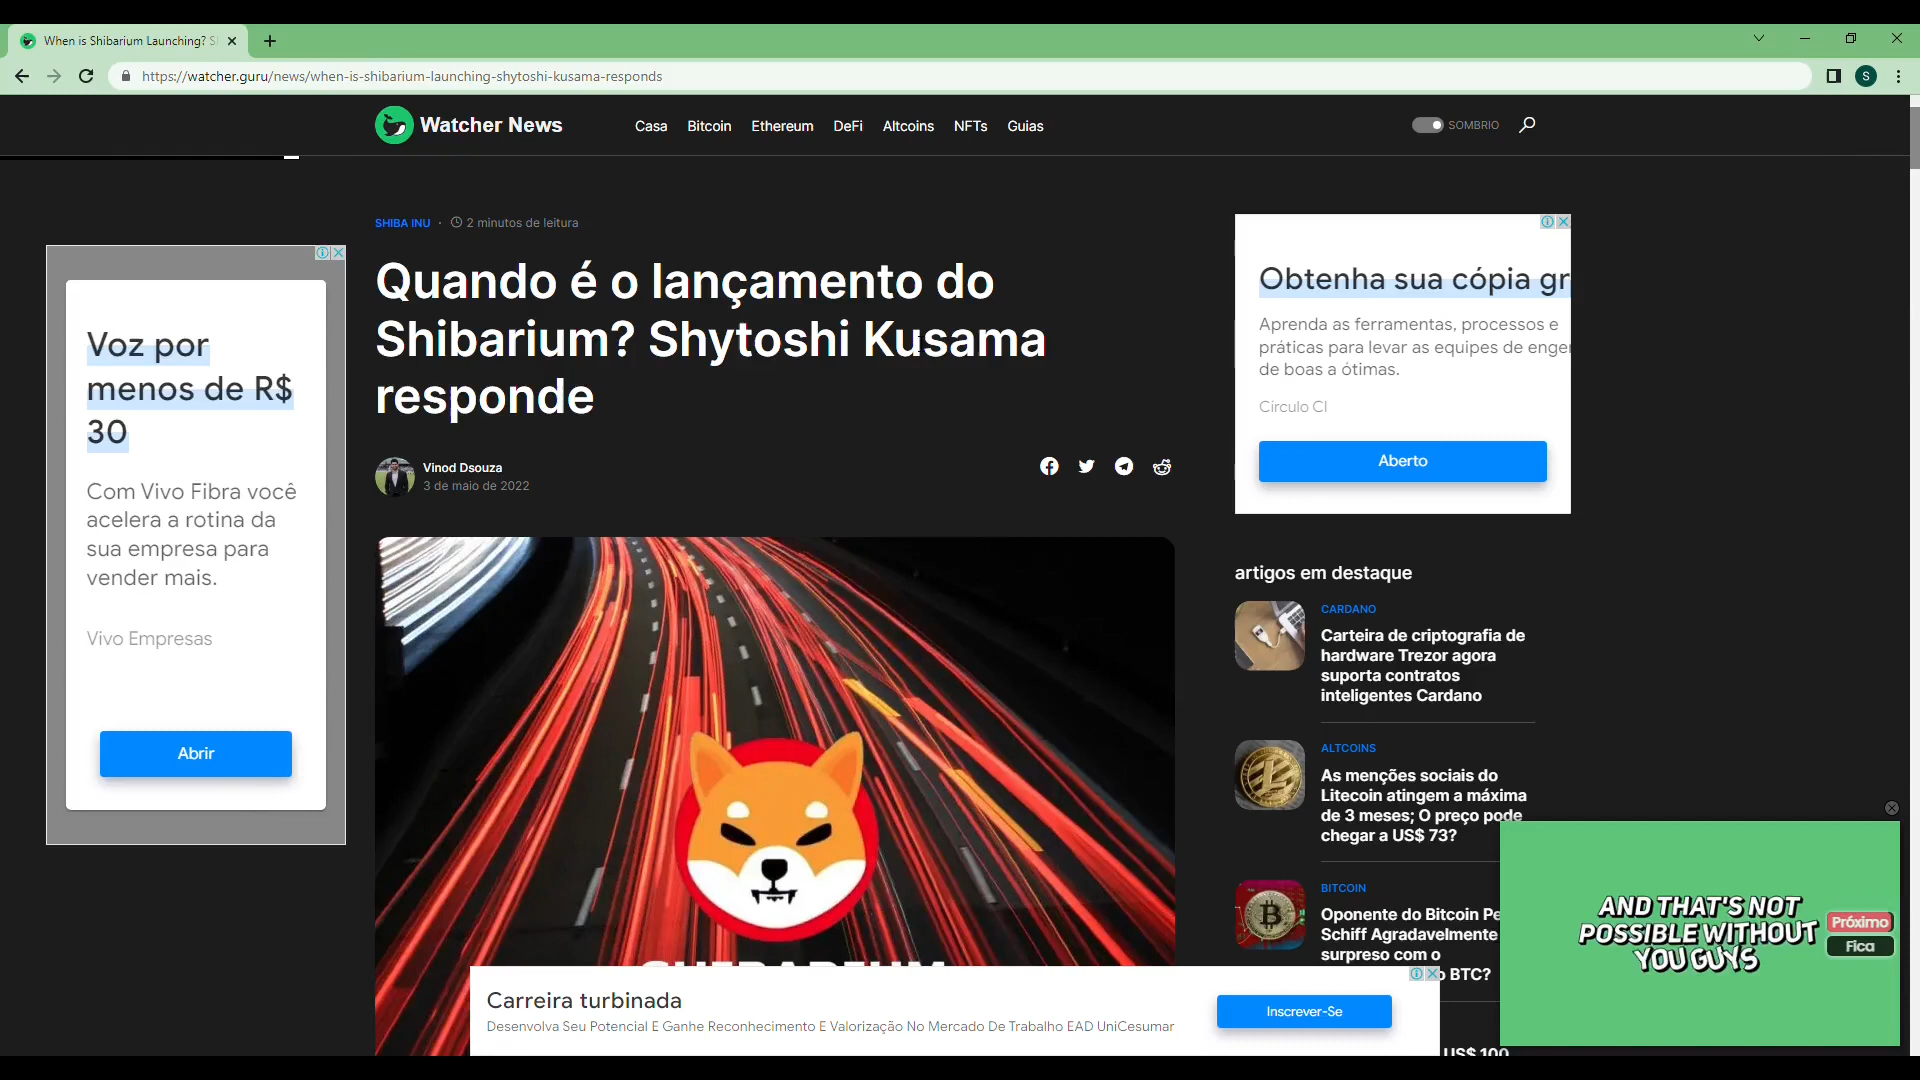 When is Shibarium Launching? S
https://watcher.guru/news/when-is-shibarium-launching-shytoshi-kusama-responds
S
Watcher News
Casa
Bitcoin
Ethereum
DeFi
Altcoins
NFTs
Guias
SOMBRIO
SHIBA INU
2 minutos de leitura
Quando é o lançamento do
Shibarium? Shytoshi Kusama
responde
Vinod Dsouza
3 de maio de 2022
Voz por
menos de R$
30
Com Vivo Fibra você
acelera a rotina da
sua empresa para
vender mais.
Vivo Empresas
Abrir
Obtenha sua cópia gr
Aprenda as ferramentas, processos e
práticas para levar as equipes de enge
de boas a ótimas.
Círculo CI
Aberto
artigos em destaque
CARDANO
Carteira de criptografia de
hardware Trezor agora
suporta contratos
inteligentes Cardano
ALTCOINS
As menções sociais do
Litecoin atingem a máxima
de 3 meses; O preço pode
chegar a US$ 73?
BITCOIN
Oponente do Bitcoin Pe
Schiff Agradavelmente
surpreso com o
o BTC?
US$ 100
AND THAT'S NOT
POSSIBLE WITHOUT
YOU GUYS
Próximo
Fica
Carreira turbinada
Desenvolva Seu Potencial E Ganhe Reconhecimento E Valorização No Mercado De Trabalho EAD UniCesumar
Inscrever-Se